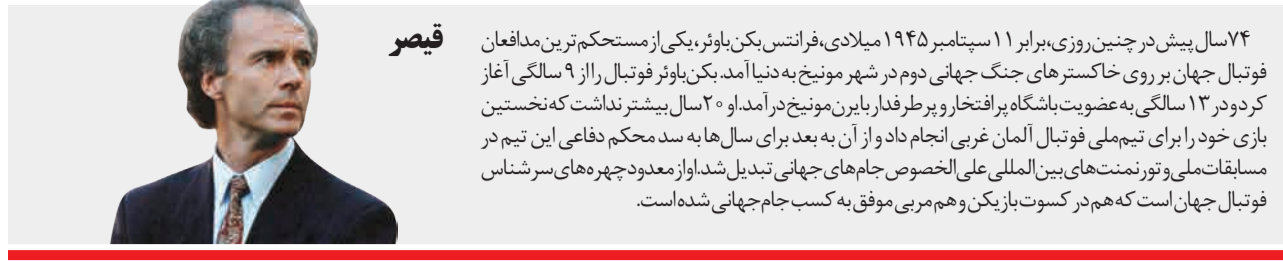 قیصر
۷۴سال پیش در چنین روزی، برابر ۱۱ سپتامبر ۱۹۴۵ میلادی، فرانتس بکن‌باوئر، یکی از مستحکم‌ترین مدافعان
فوتبال جهان بر روی خاکسترهای جنگ جهانی دوم در شهر مونیخ به دنیا آمد. بکن‌باوئر فوتبال را از ۹ سالگی آغاز
کرد و در ۱۳ سالگی به عضویت باشگاه پرافتخار و پرطرفدار بایرن‌مونیخ در آمد. او ۲۰سال بیشتر نداشت که نخستین
بازی خود را برای تیم‌ملی فوتبال آلمان غربی انجام داد و از آن به بعد برای سال‌ها به سد محکم دفاعی این تیم در
مسابقات ملی و تورنمنت‌های بین‌المللی علی‌الخصوص جام‌های جهانی تبدیل شد. او از معدود چهره‌های سرشناس
فوتبال جهان است که هم در کسوت بازیکن و هم مربی موفق به کسب جام جهانی شده است.